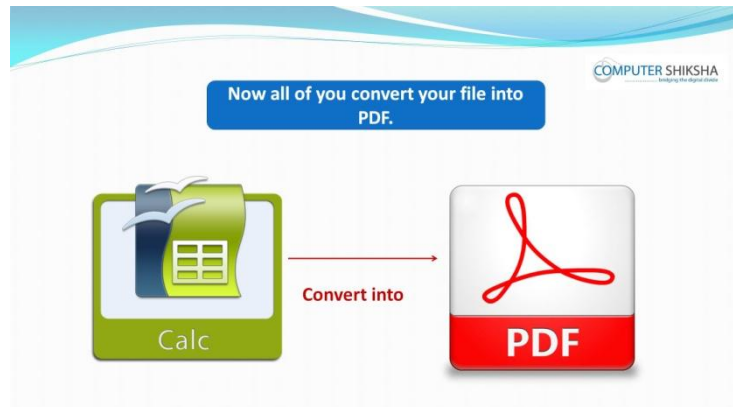 COMPUTER SHIKSHA
bridging the digital divide
Now all of you convert your file into
PDF.
Convert into
Calc
PDF